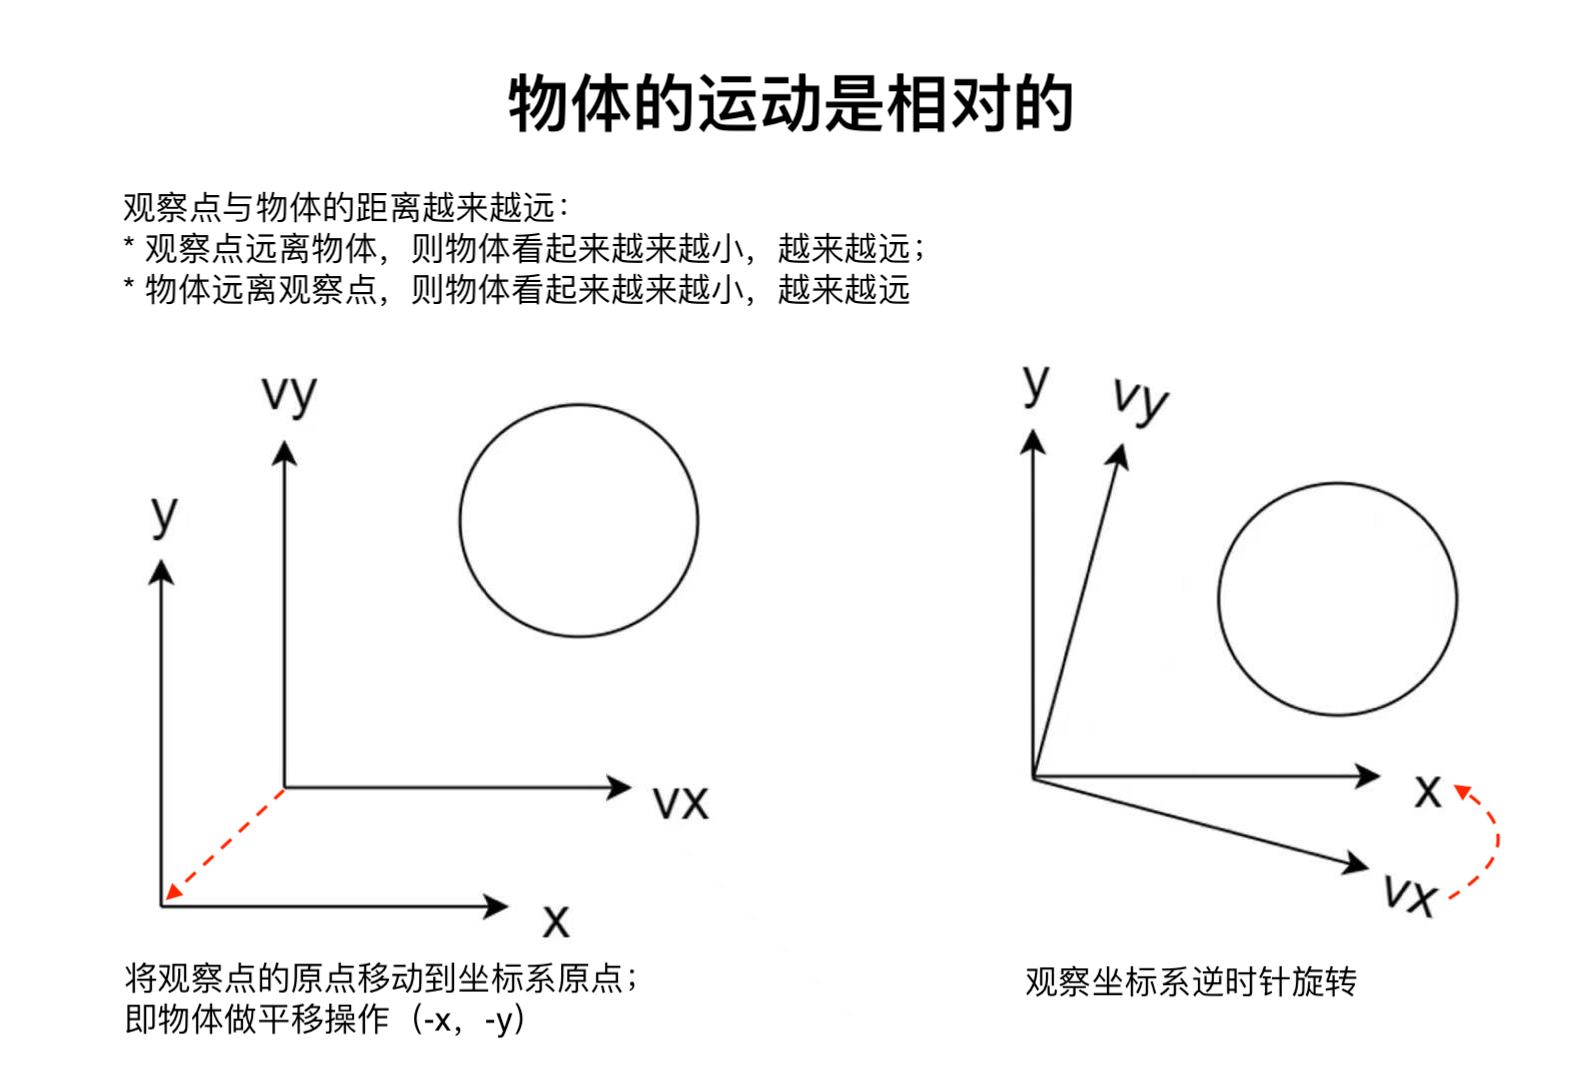 物体的运动是相对的
观察点与物体的距离越来越远：
* 观察点远离物体，则物体看起来越来越小，越来越远；
* 物体远离观察点，则物体看起来越来越小，越来越远
vy
y
vx
x
将观察点的原点移动到坐标系原点；
即物体做平移操作（-x，-y）
y
vy
x
vx
观察坐标系逆时针旋转